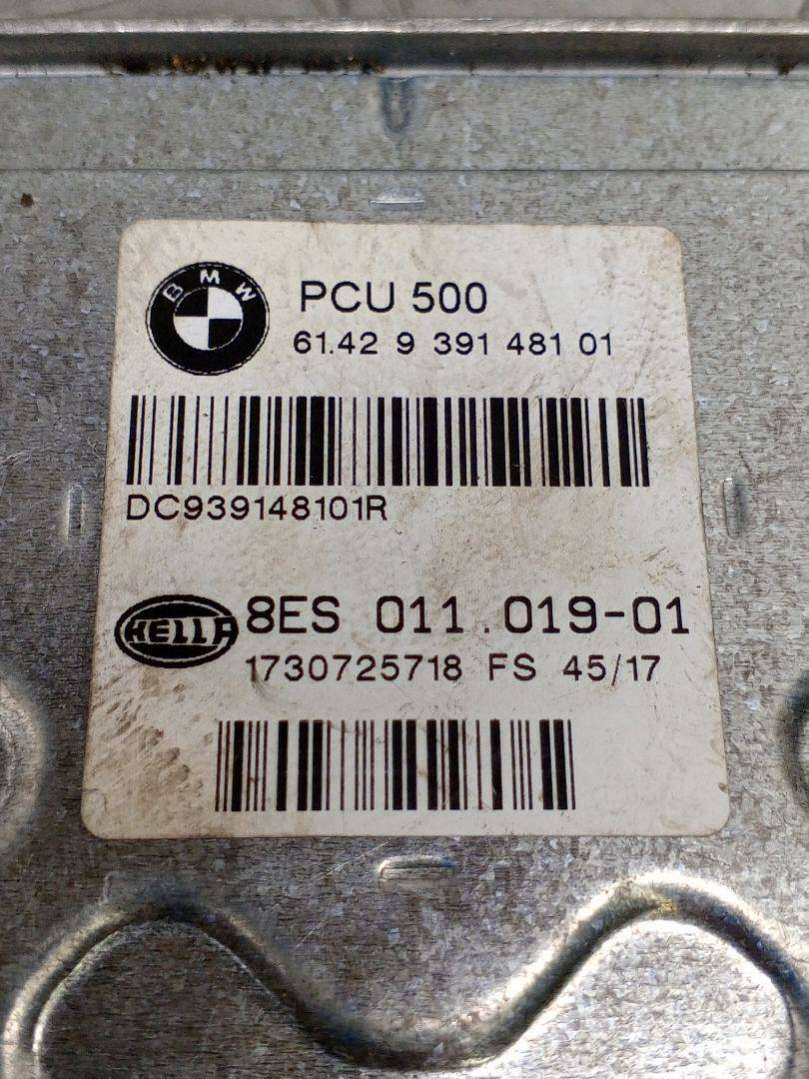 BMW
PCU 500
61.42 9 391 481 01
DC939148101R
HELLA
8ES 011.019-01
1730725718 FS 45/17